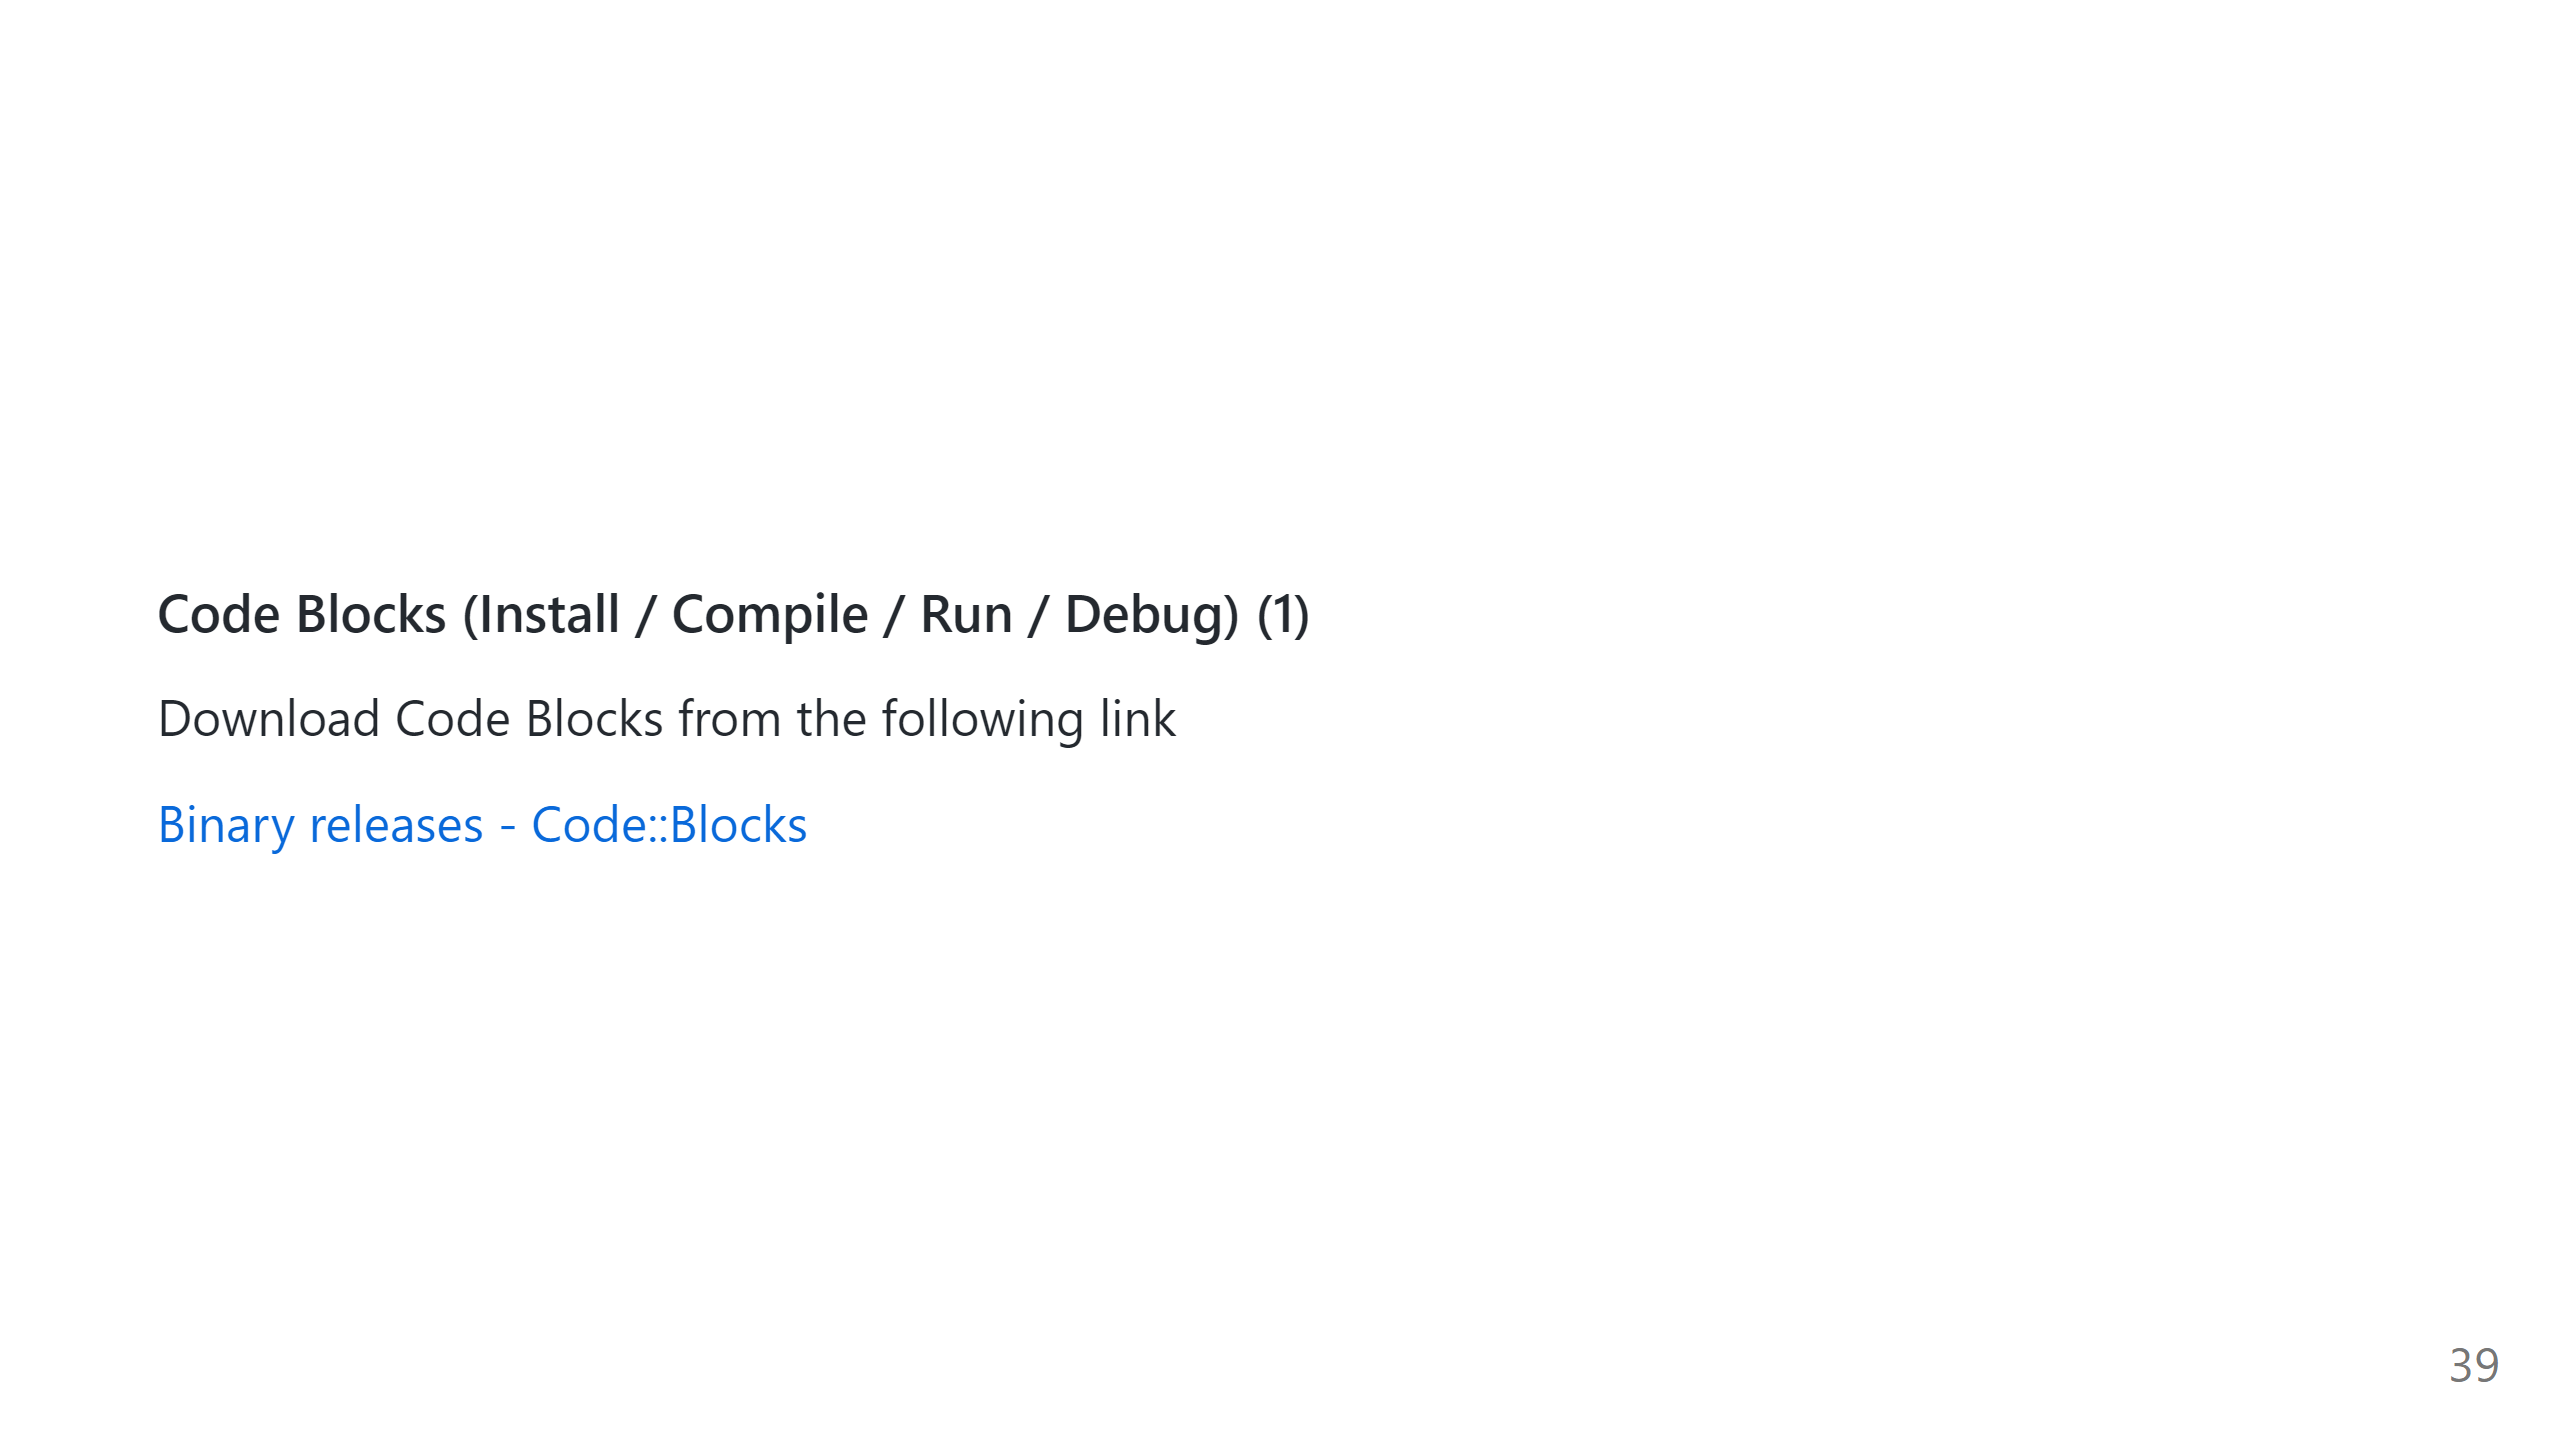 Code Blocks (Install / Compile / Run / Debug) (1)
Download Code Blocks from the following link
Binary releases - Code::Blocks
39